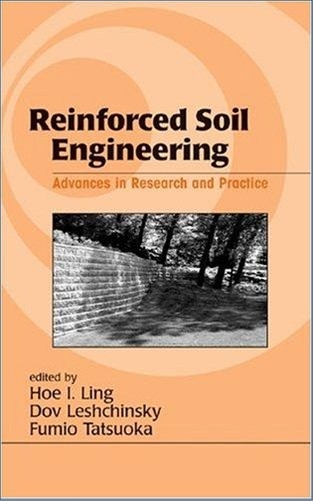 Reinforced Soil
Engineering
Advances in Research and Practice
edited by
Hoe I. Ling
Dov Leshchinsky
Fumio Tatsuoka